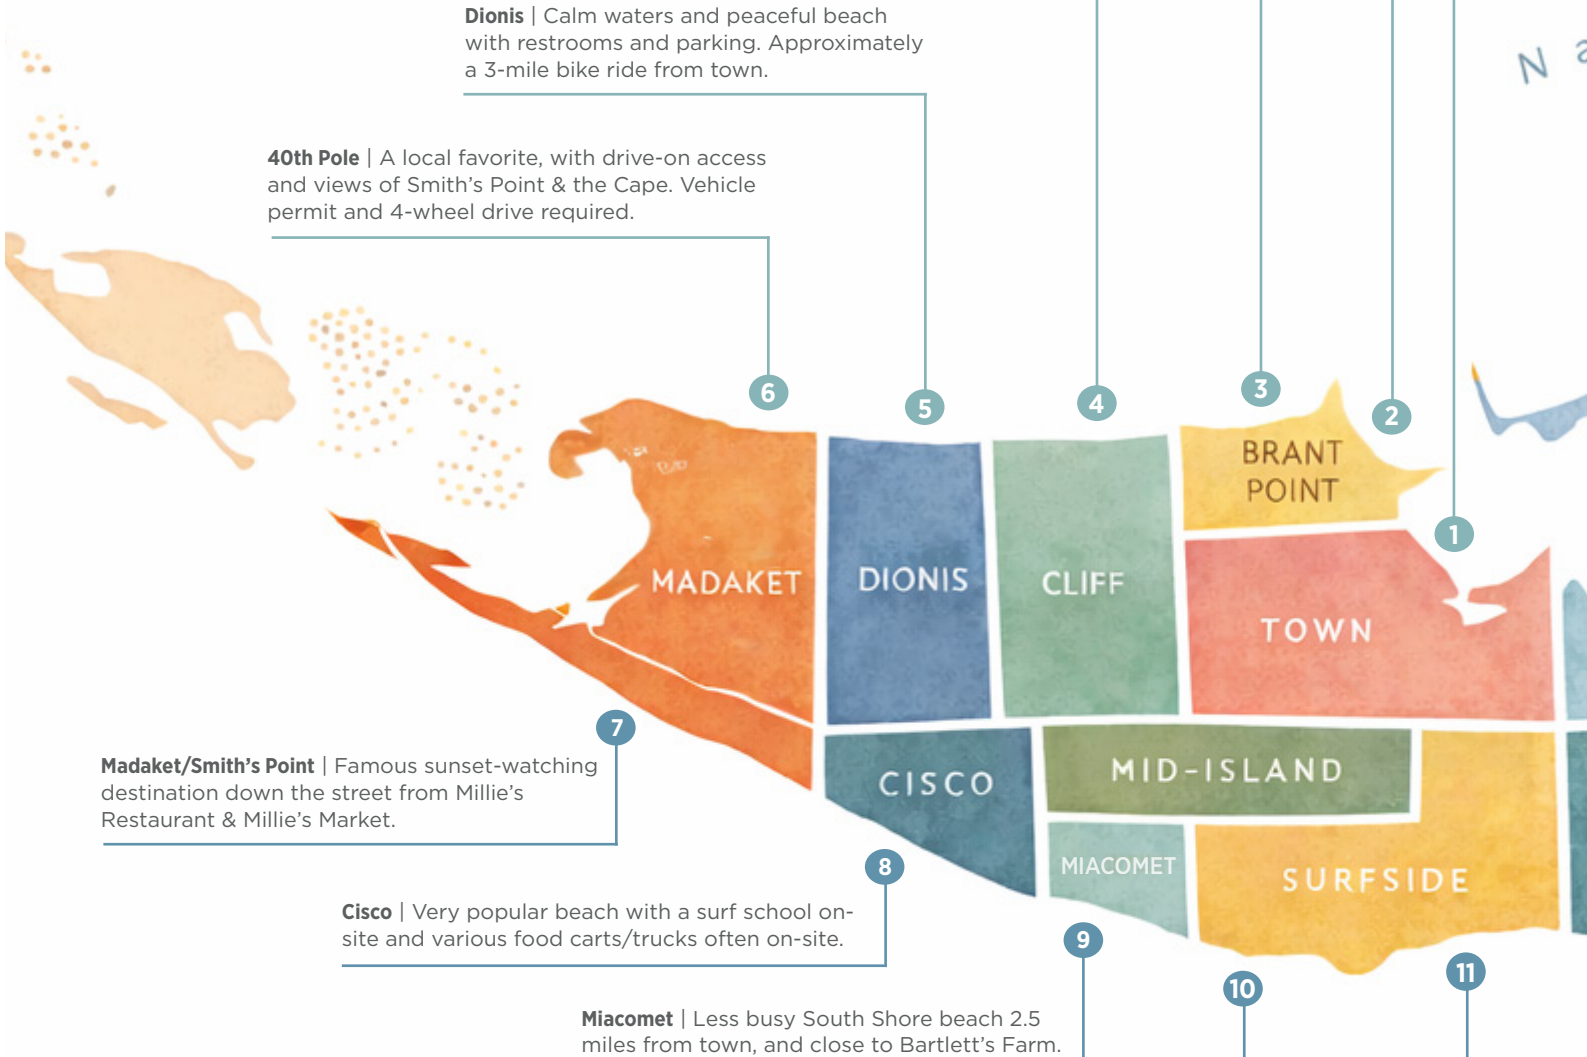 Dionis | Calm waters and peaceful beach
with restrooms and parking. Approximately
a 3-mile bike ride from town.
N a
40th Pole | A local favorite, with drive-on access
and views of Smith's Point & the Cape. Vehicle
permit and 4-wheel drive required.
6
5
4
3
2
1
BRANT
POINT
MADAKET
DIONIS
CLIFF
TOWN
7
Madaket/Smith's Point | Famous sunset-watching
destination down the street from Millie's
Restaurant & Millie's Market.
CISCO
MID-ISLAND
MIACOMET
SURFSIDE
8
Cisco | Very popular beach with a surf school on-
site and various food carts/trucks often on-site.
9
10
11
Miacomet | Less busy South Shore beach 2.5
miles from town, and close to Bartlett's Farm.